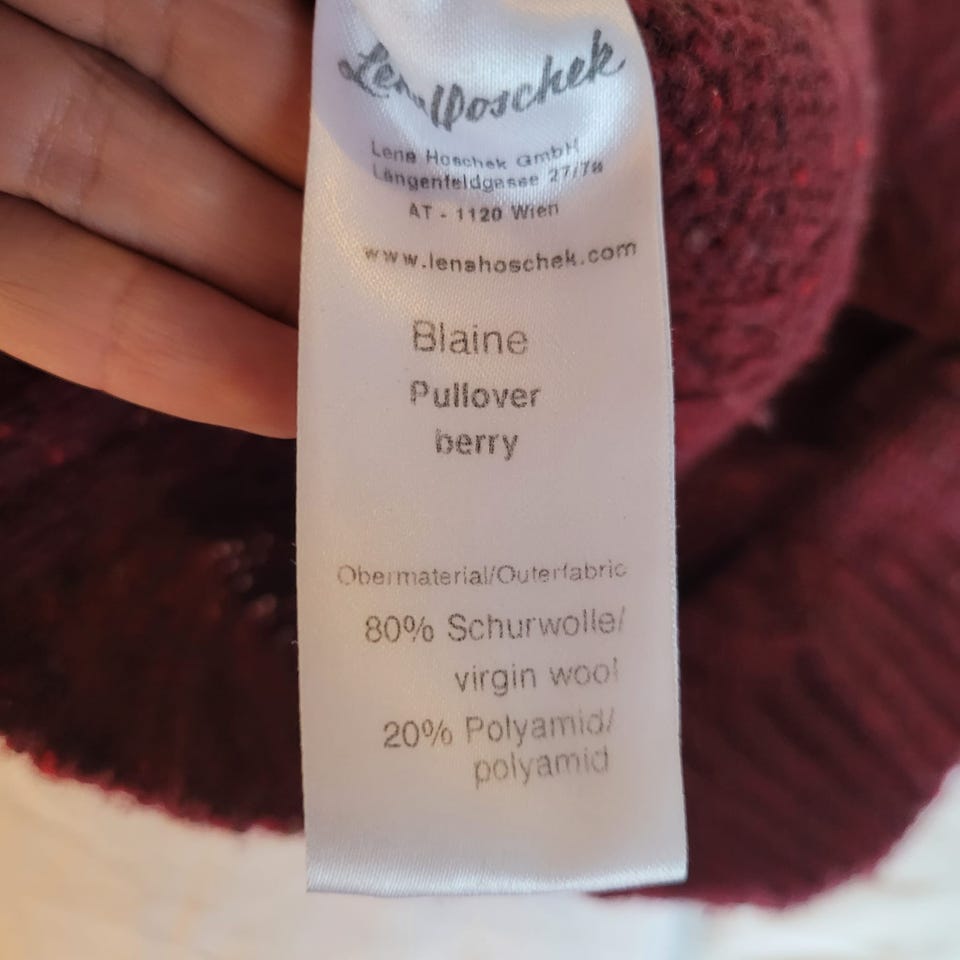 Lena Hoschek
Lena Hoschek GmbH
Längenfeldgasse 27/7a
AT - 1120 Wien
www.lenahoschek.com
Blaine
Pullover
berry
Obermaterial/Outerfabric
80% Schurwolle/
virgin wool
20% Polyamid/
polyamid